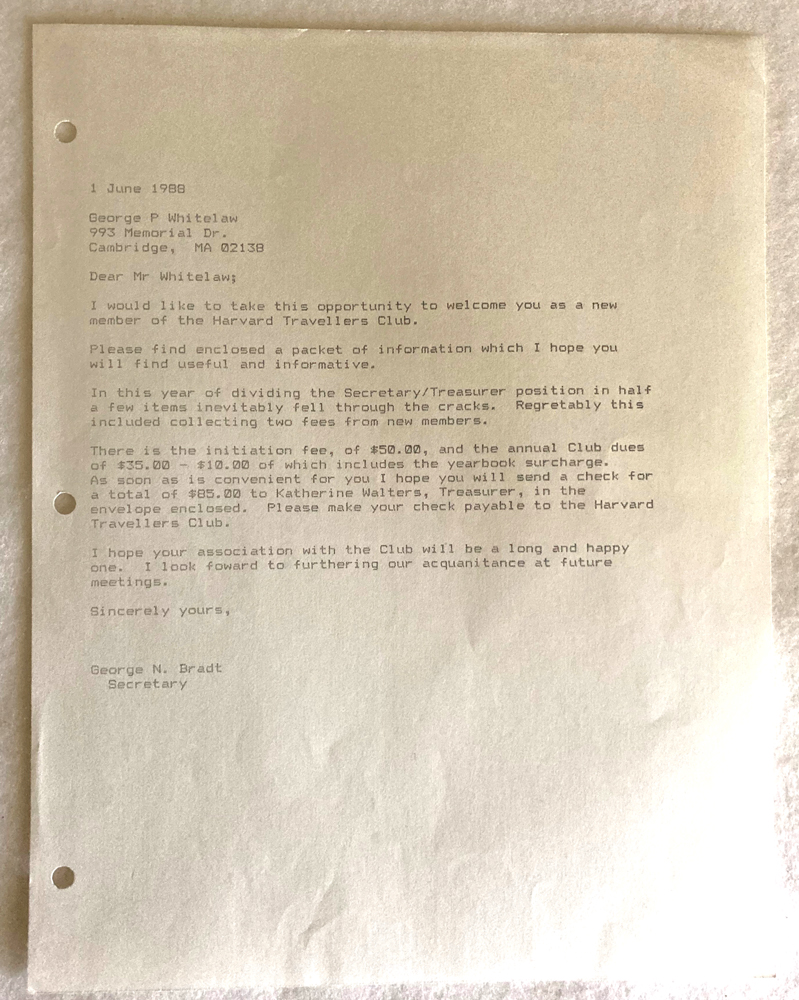 1 June 1988
George P Whitelaw
993 Memorial Dr.
Cambridge, MA 02138
Dear Mr Whitelaw;
I would like to take this opportunity to welcome you as a new
member of the Harvard Travellers Club.
Please find enclosed a packet of information which I hope you
will find useful and informative.
In this year of dividing the Secretary/Treasurer position in half
a few items inevitably fell through the cracks. Regretably this
included collecting two fees from new members.
There is the initiation fee, of $50.00, and the annual Club dues
of $35.00 - $10.00 of which includes the yearbook surcharge.
As soon as is convenient for you I hope you will send a check for
a total of $85.00 to Katherine Walters, Treasurer, in the
envelope enclosed. Please make your check payable to the Harvard
Travellers Club.
I hope your association with the Club will be a long and happy
one. I look foward to furthering our acquanitance at future
meetings.
Sincerely yours,
George N. Bradt
Secretary